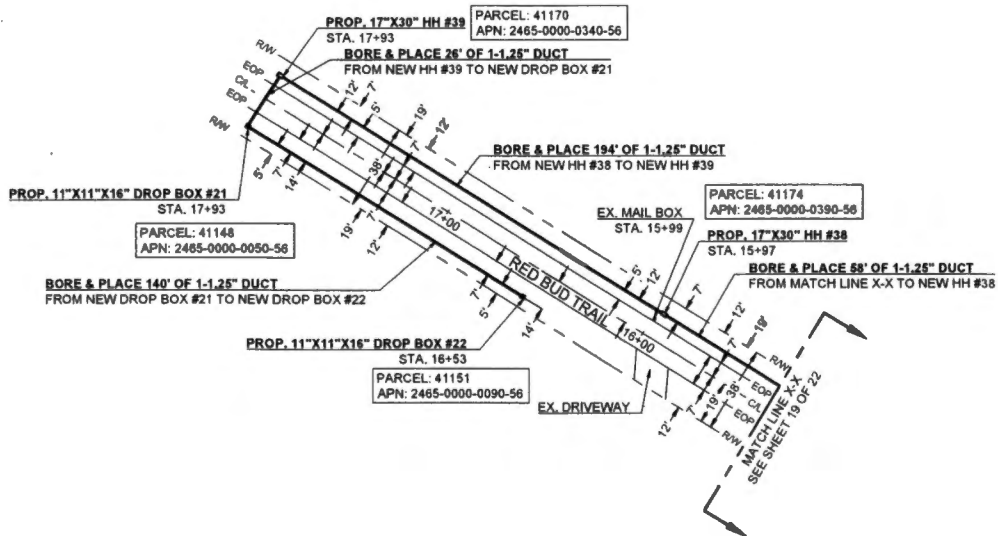 PROP. 17"X30" HH #39
STA. 17+93
PARCEL: 41170
APN: 2465-0000-0340-56
BORE & PLACE 26' OF 1-1.25" DUCT
FROM NEW HH #39 TO NEW DROP BOX #21
R/W
EOP
C/L
EOP
R/W
12'
7'
5'
19'
7'
12'
38'
BORE & PLACE 194' OF 1-1.25" DUCT
FROM NEW HH #38 TO NEW HH #39
5'
7'
14'
PROP. 11"X11"X16" DROP BOX #21
STA. 17+93
PARCEL: 41148
APN: 2465-0000-0050-56
19'
7'
12'
17+00
EX. MAIL BOX
STA. 15+99
PARCEL: 41174
APN: 2465-0000-0390-56
PROP. 17"X30" HH #38
STA. 15+97
BORE & PLACE 58' OF 1-1.25" DUCT
FROM MATCH LINE X-X TO NEW HH #38
BORE & PLACE 140' OF 1-1.25" DUCT
FROM NEW DROP BOX #21 TO NEW DROP BOX #22
RED BUD TRAIL
5'
12'
7'
12'
7'
19'
7'
5'
14'
16+00
PROP. 11"X11"X16" DROP BOX #22
STA. 16+53
PARCEL: 41151
APN: 2465-0000-0090-56
EX. DRIVEWAY
12'
7'
19'
38'
R/W
EOP
C/L
EOP
R/W
MATCH LINE X-X
SEE SHEET 19 OF 22